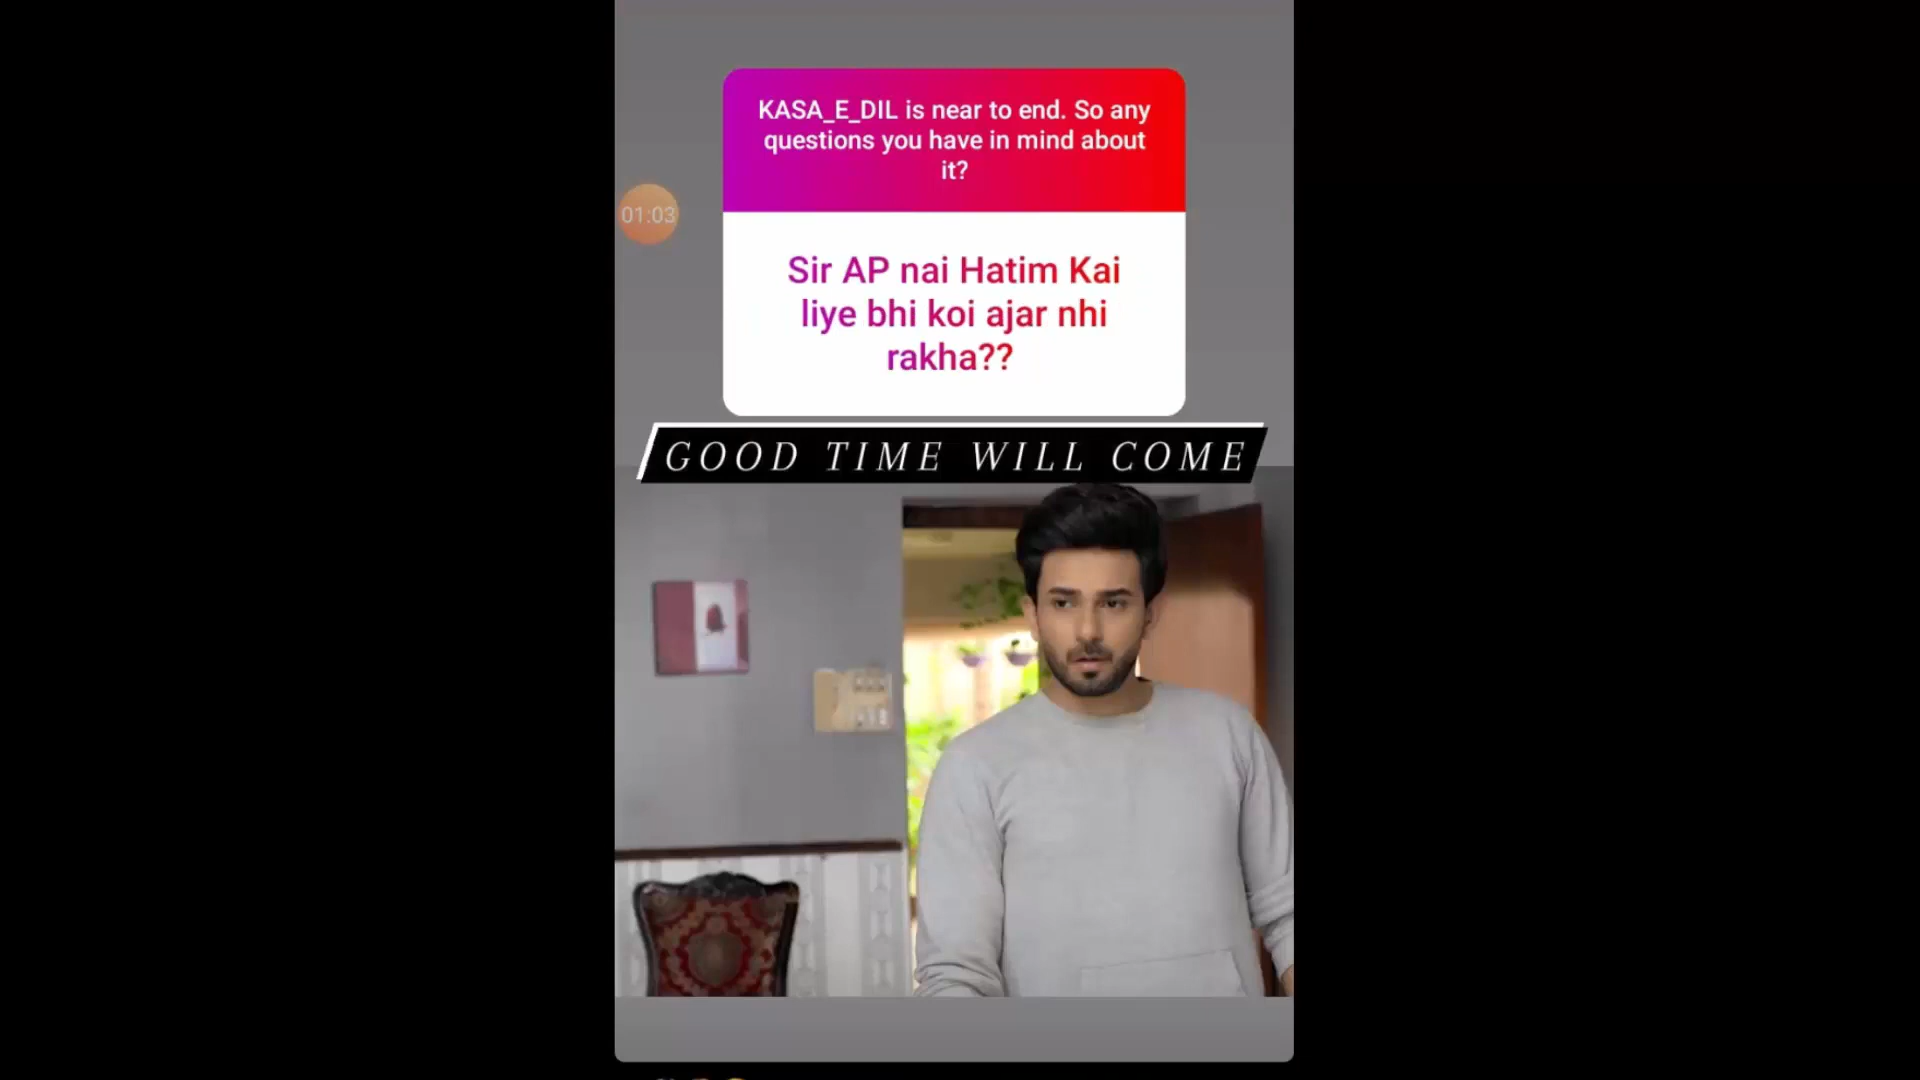 KASA_E_DIL is near to end. So any
questions you have in mind about
it?
01:03
Sir AP nai Hatim Kai
liye bhi koi ajar nhi
rakha??
GOOD TIME WILL COME